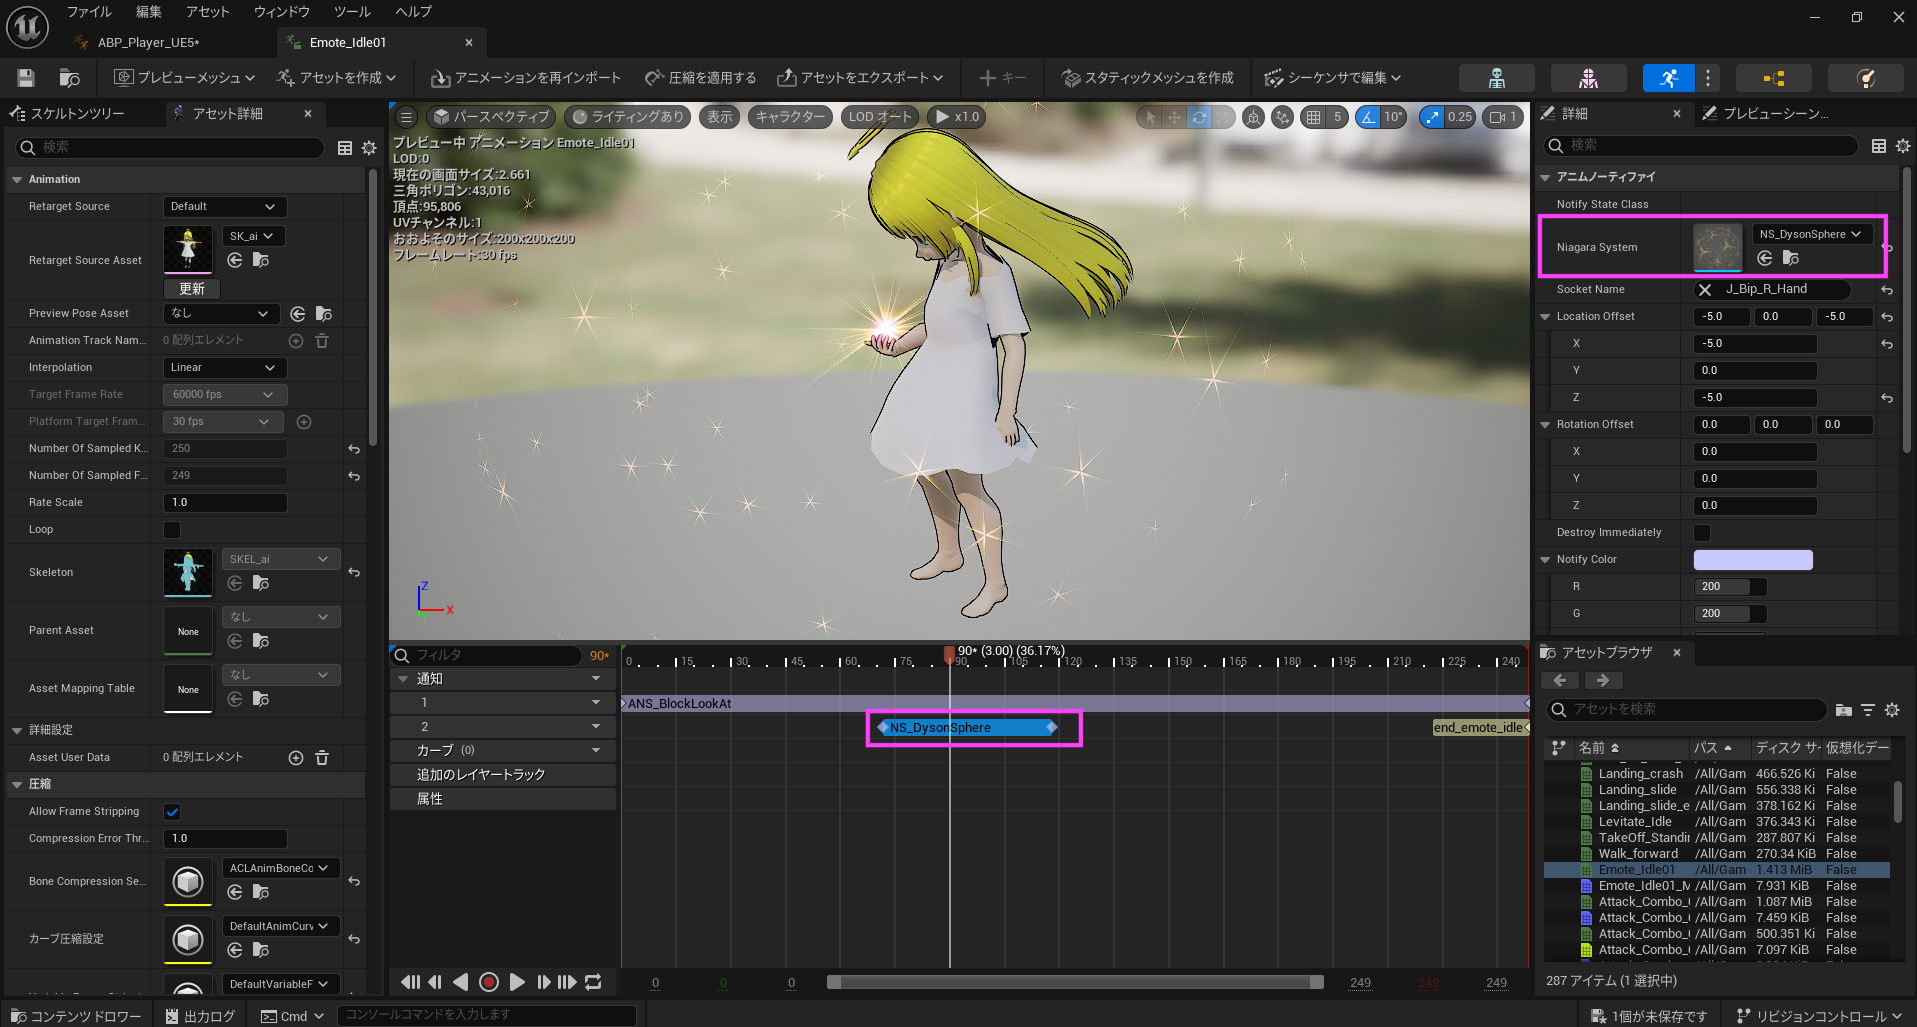 ファイル 編集 アセット ウィンドウ ツール ヘルプ
ABP_Player_UE5*
Emote_Idle01
プレビューメッシュ アセットを作成 アニメーションを再インポート 圧縮を適用する アセットをエクスポート キー スタティックメッシュを作成 シーケンサで編集
スケルトンツリー アセット詳細
検索
Animation
Retarget Source Default
Retarget Source Asset SK_ai
更新
Preview Pose Asset なし
Animation Track Nam... 0 配列エレメント
Interpolation Linear
Target Frame Rate 60000 fps
Platform Target Fram... 30 fps
Number Of Sampled K... 250
Number Of Sampled F... 249
Rate Scale 1.0
Loop
Skeleton SKEL_ai
Parent Asset None なし
Asset Mapping Table None なし
詳細設定
Asset User Data 0 配列エレメント
圧縮
Allow Frame Stripping
Compression Error Thr... 1.0
Bone Compression Se... ACLAnimBoneCo
カーブ圧縮設定 DefaultAnimCurv
DefaultVariableF
パースペクティブ ライティングあり 表示 キャラクター LOD オート x1.0
5 10° 0.25 1
プレビュー中 アニメーション Emote_Idle01
LOD:0
現在の画面サイズ:2.661
三角ポリゴン:43,016
頂点:95,806
UVチャンネル:1
おおよそのサイズ:200x200x200
フレームレート:30 fps
Z
X
フィルタ 90*
90* (3.00) (36.17%)
0 15 30 45 60 75 90 105 120 135 150 165 180 195 210 225 240
通知
1 ANS_BlockLookAt
2 NS_DysonSphere end_emote_idle
カーブ (0)
追加のレイヤートラック
属性
0 0 0 249 249 249
詳細 プレビューシーン...
検索
アニムノーティファイ
Notify State Class
Niagara System NS_DysonSphere
Socket Name J_Bip_R_Hand
Location Offset -5.0 0.0 -5.0
X -5.0
Y 0.0
Z -5.0
Rotation Offset 0.0 0.0 0.0
X 0.0
Y 0.0
Z 0.0
Destroy Immediately
Notify Color
R 200
G 200
アセットブラウザ
アセットを検索
名前 パス ディスク サ 仮想化デー
Landing_crash /All/Gam 466.526 Ki False
Landing_slide /All/Gam 556.338 Ki False
Landing_slide_e /All/Gam 378.162 Ki False
Levitate_Idle /All/Gam 376.343 Ki False
TakeOff_Standin /All/Gam 287.807 Ki False
Walk_forward /All/Gam 270.34 KiB False
Emote_Idle01 /All/Gam 1.413 MiB False
Emote_Idle01_M /All/Gam 7.931 KiB False
Attack_Combo_ /All/Gam 1.087 MiB False
Attack_Combo_ /All/Gam 7.459 KiB False
Attack_Combo_ /All/Gam 500.351 Ki False
Attack_Combo_ /All/Gam 7.097 KiB False
287 アイテム (1 選択中)
コンテンツ ドロワー 出力ログ Cmd コンソールコマンドを入力します 1個が未保存です リビジョンコントロール